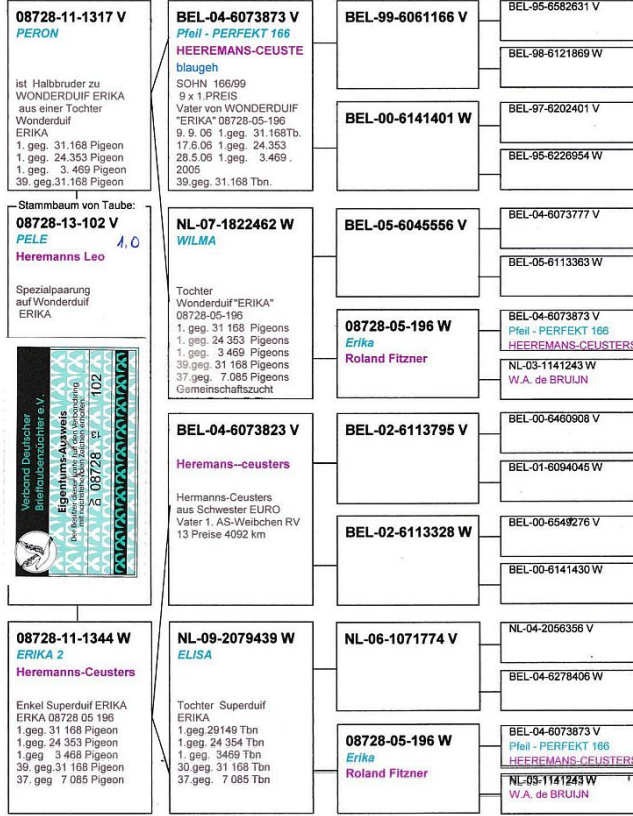 08728-11-1317 V
PERON
ist Halbbruder zu
WONDERDUIF ERIKA
aus einer Tochter
Wonderduif
ERIKA
1. geg. 31.168 Pigeon
1. geg. 24.353 Pigeon
1. geg. 3. 469 Pigeon
39. geg.31.168 Pigeon
Stammbaum von Taube:
08728-13-102 V
PELE
1,0
Heremanns Leo
Spezialpaarung
auf Wonderduif
ERIKA
Verband Deutscher
Brieftaubenzüchter e.V.
Eigentums-Ausweis
Der Besitzer dieser Karte hat den Verbandsring
mit nachstehenden Zeichen erhalten:
08728 13 102
08728-11-1344 W
ERIKA 2
Heremanns-Ceusters
Enkel Superduif ERIKA
ERKA 08728 05 196
1.geg. 31 168 Pigeon
1.geg. 24 353 Pigeon
1.geg 3 468 Pigeon
39. geg.31 168 Pigeon
37. geg 7 085 Pigeon
BEL-04-6073873 V
Pfeil - PERFEKT 166
HEEREMANS-CEUSTE
blaugeh
SOHN 166/99
9 x 1.PREIS
Vater von WONDERDUIF
"ERIKA" 08728-05-196
9. 9. 06 1.geg. 31.168Tb.
17.6.06 1.geg. 24.353
28.5.06 1.geg. 3.469 .
2005
39.geg. 31.168 Tbn.
NL-07-1822462 W
WILMA
Tochter
Wonderduif "ERIKA"
08728-05-196
1. geg. 31 168 Pigeons
1. geg. 24 353 Pigeons
1. geg. 3 469 Pigeons
39.geg. 31 168 Pigeons
37.geg. 7.085 Pigeons
Gemeinschaftszucht
BEL-04-6073823 V
Heremans--ceusters
Hermanns-Ceusters
aus Schwester EURO
Vater 1. AS-Weibchen RV
13 Preise 4092 km
NL-09-2079439 W
ELISA
Tochter Superduif
ERIKA
1.geg.29149 Tbn
1.geg. 24 354 Tbn
1.geg. 3469 Tbn
30.geg. 31 168 Tbn
37.geg. 7 085 Tbn
BEL-99-6061166 V
BEL-00-6141401 W
BEL-05-6045556 V
08728-05-196 W
Erika
Roland Fitzner
BEL-02-6113795 V
BEL-02-6113328 W
NL-06-1071774 V
08728-05-196 W
Erika
Roland Fitzner
BEL-95-6582631 V
BEL-98-6121869 W
BEL-97-6202401 V
BEL-95-6226954 W
BEL-04-6073777 V
BEL-05-6113363 W
BEL-04-6073873 V
Pfeil - PERFEKT 166
HEEREMANS-CEUSTERS
NL-03-1141243 W
W.A. de BRUIJN
BEL-00-6460908 V
BEL-01-6094045 W
BEL-00-6549276 V
BEL-00-6141430 W
NL-04-2056356 V
BEL-04-6278406 W
BEL-04-6073873 V
Pfeil - PERFEKT 166
HEEREMANS-CEUSTERS
NL-03-1141243 W
W.A. de BRUIJN